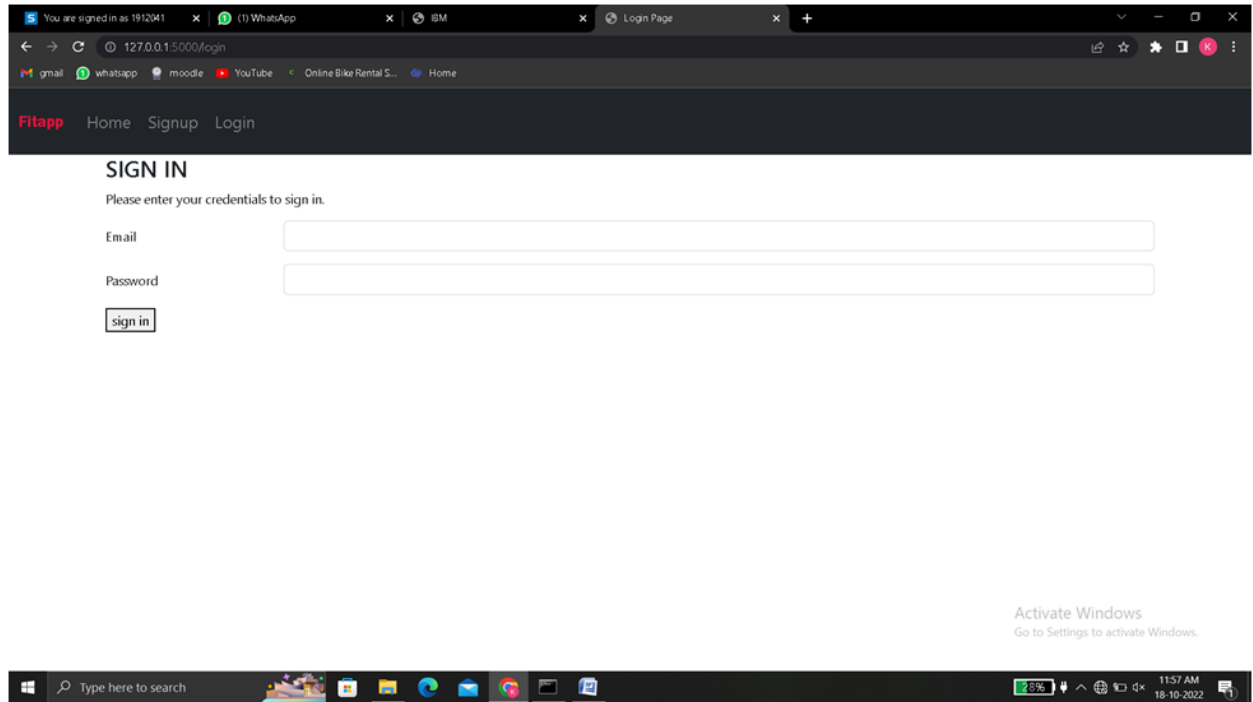 You are signed in as 1912041
(1) WhatsApp
IBM
Login Page
127.0.0.1:5000/login
K
gmail
whatsapp
moodle
YouTube
Online Bike Rental S...
Home
Fitapp
Home
Signup
Login
SIGN IN
Please enter your credentials to sign in.
Email
Password
sign in
Activate Windows
Go to Settings to activate Windows.
Type here to search
28%
11:57 AM
18-10-2022